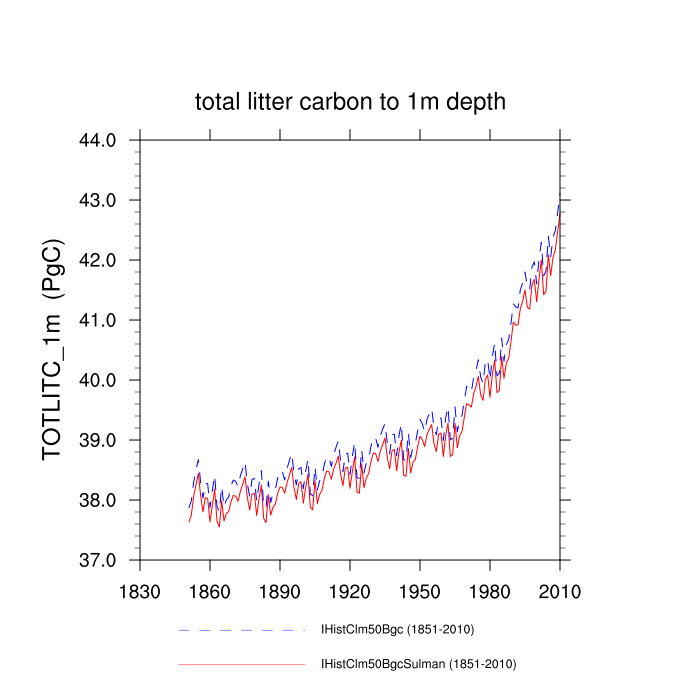 total litter carbon to 1m depth
TOTLITC_1m (PgC)
44.0
43.0
42.0
41.0
40.0
39.0
38.0
37.0
1830 1860 1890 1920 1950 1980 2010
IHistClm50Bgc (1851-2010)
IHistClm50BgcSulman (1851-2010)